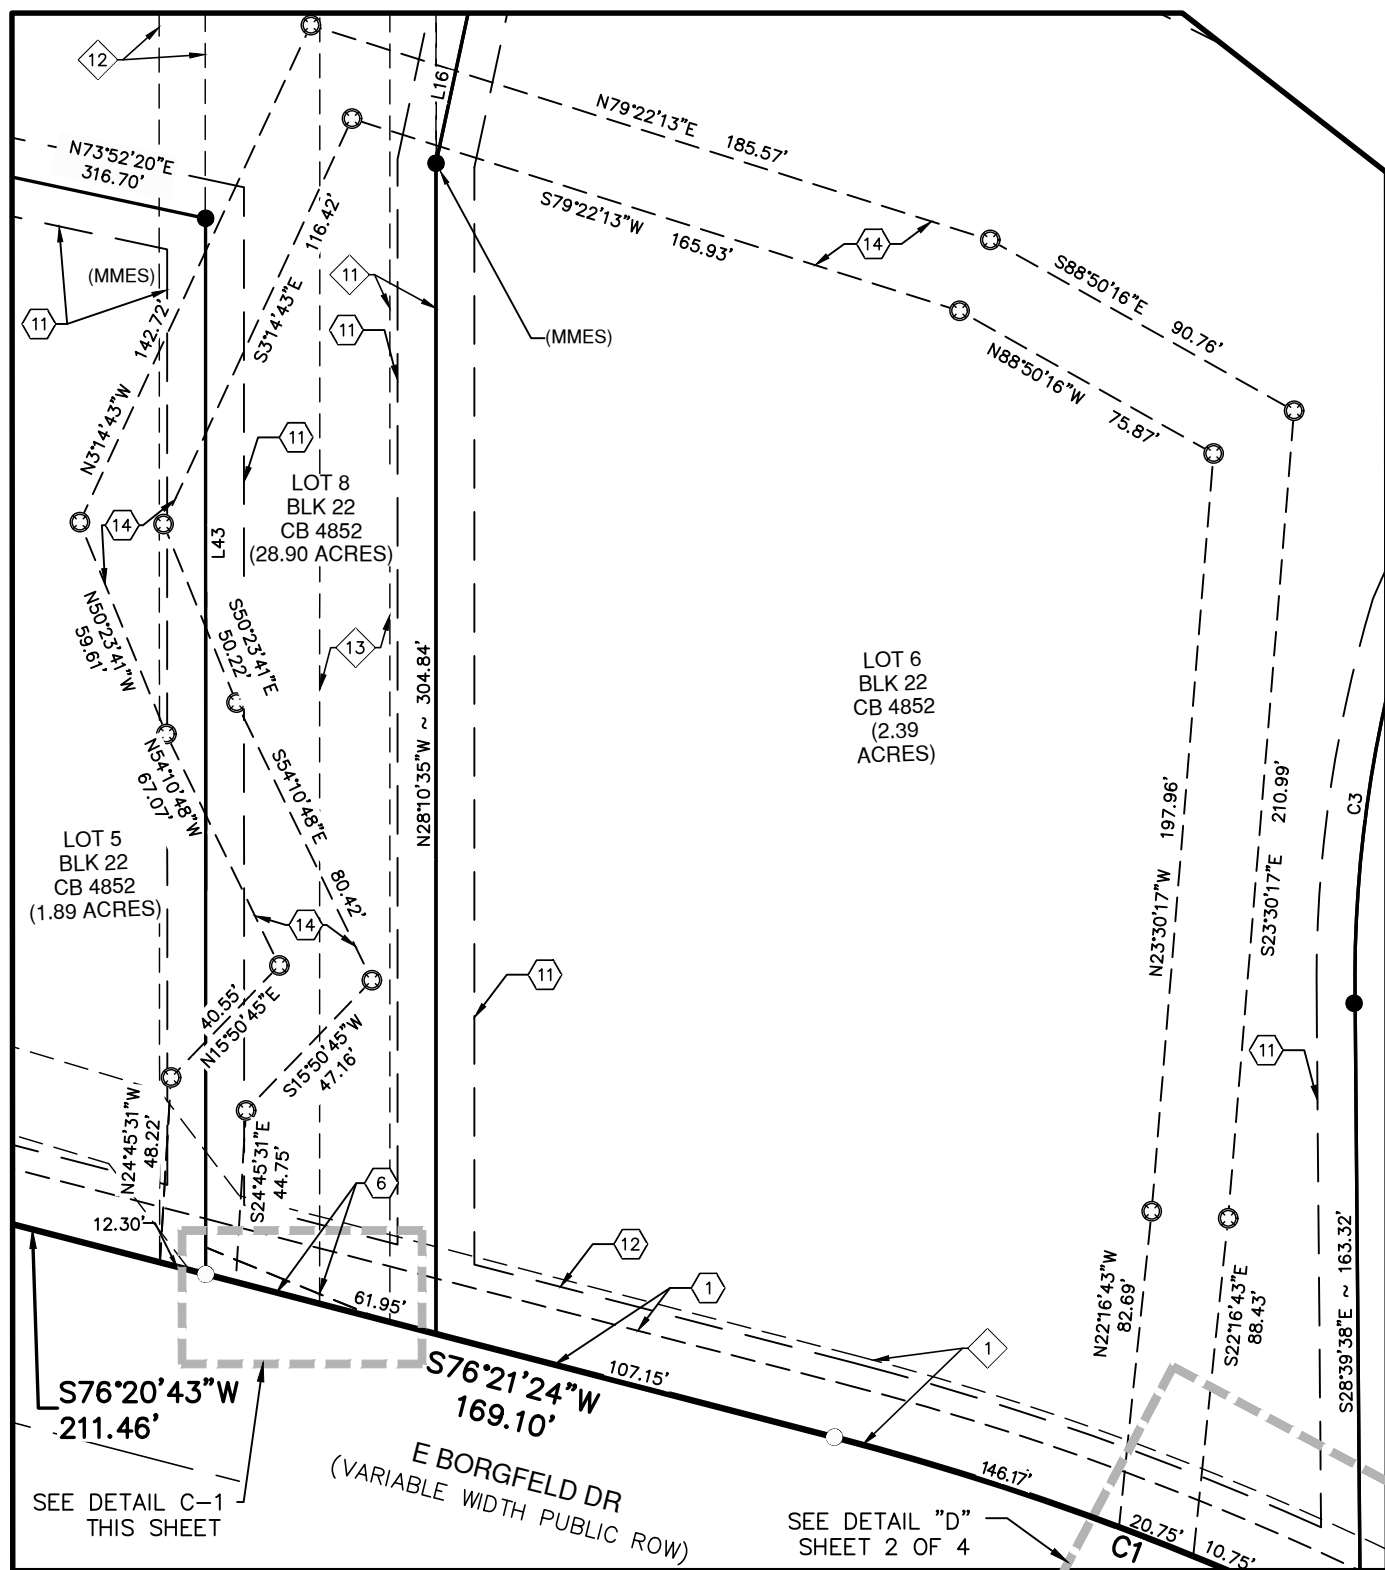 12
L16
N79°22'13"E 185.57'
N73°52'20"E
316.70'
S3°14'43"E 116.42'
S79°22'13"W 165.93'
14
S88°50'16"E 90.76'
(MMES)
11
11
11
(MMES)
N3°14'43"W 142.72'
N88°50'16"W 75.87'
11
LOT 8
BLK 22
CB 4852
(28.90 ACRES)
14
L43
N50°23'41"W
59.61'
S50°23'41"E
50.22'
13
N28°10'35"W ~ 304.84'
LOT 6
BLK 22
CB 4852
(2.39
ACRES)
N54°10'48"W
67.07'
S54°10'48"E 80.42'
N23°30'17"W 197.96'
S23°30'17"E 210.99'
C3
LOT 5
BLK 22
CB 4852
(1.89 ACRES)
14
11
40.55'
N15°50'45"E
S15°50'45"W
47.16'
11
N24°45'31"W
48.22'
S24°45'31"E
44.75'
6
12.30'
12
1
61.95'
N22°16'43"W
82.69'
S22°16'43"E
88.43'
S28°39'38"E ~ 163.32'
1
107.15'
S76°20'43"W
211.46'
S76°21'24"W
169.10'
E BORGFELD DR
(VARIABLE WIDTH PUBLIC ROW)
146.17'
SEE DETAIL C-1
THIS SHEET
SEE DETAIL "D"
SHEET 2 OF 4
20.75'
C1
10.75'